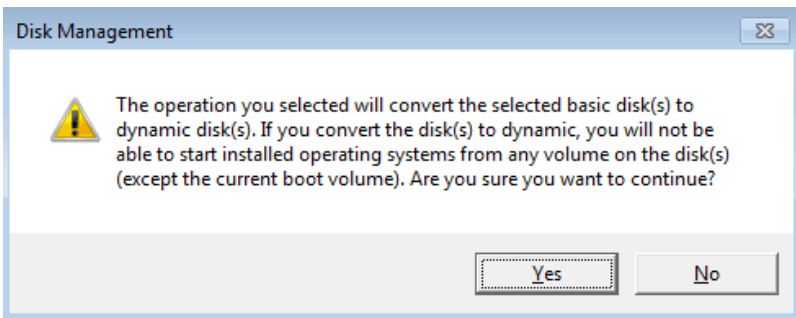 Disk Management
The operation you selected will convert the selected basic disk(s) to
dynamic disk(s). If you convert the disk(s) to dynamic, you will not be
able to start installed operating systems from any volume on the disk(s)
(except the current boot volume). Are you sure you want to continue?
Yes
No